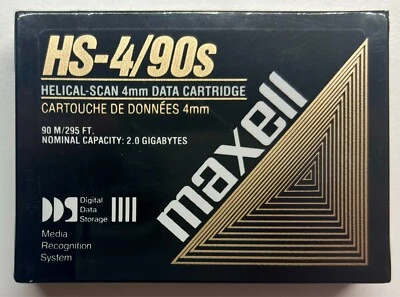 HS-4/90s
HELICAL-SCAN 4mm DATA CARTRIDGE
CARTOUCHE DE DONNÉES 4mm
90 M/295 FT.
NOMINAL CAPACITY: 2.0 GIGABYTES
maxell
DDS Digital
Data
Storage
Media
Recognition
System